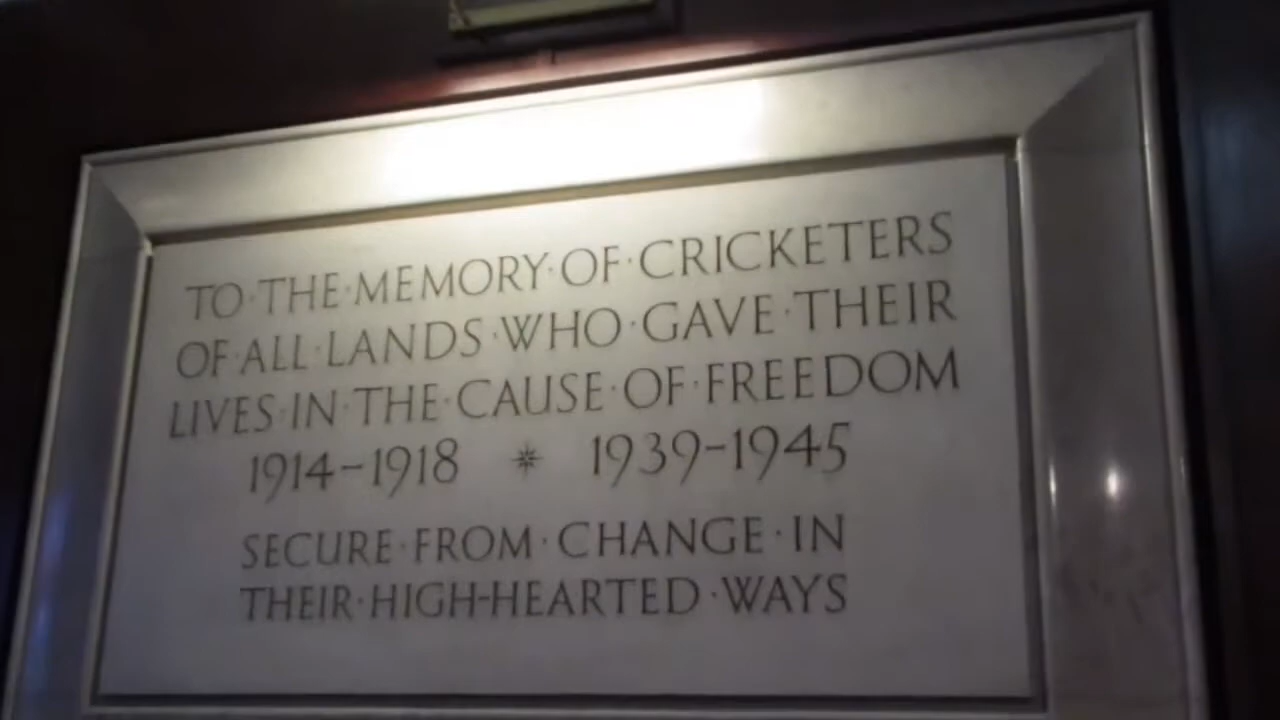 TO·THE·MEMORY·OF·CRICKETERS
OF·ALL·LANDS·WHO·GAVE·THEIR
LIVES·IN·THE·CAUSE·OF·FREEDOM
1914-1918 * 1939-1945
SECURE·FROM·CHANGE·IN
THEIR·HIGH-HEARTED·WAYS